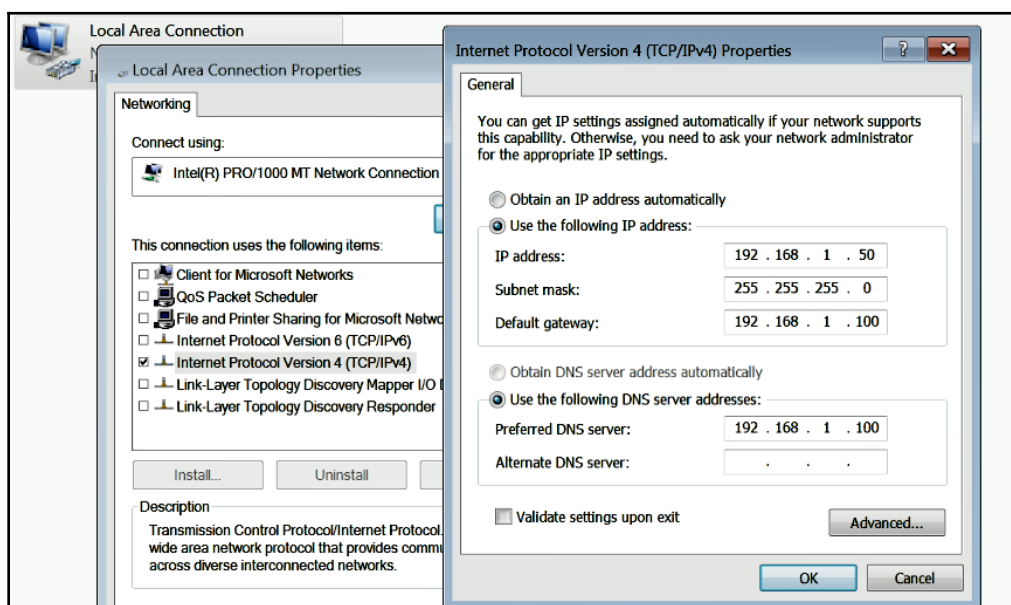 Local Area Connection
Local Area Connection Properties
Networking
Connect using:
Intel(R) PRO/1000 MT Network Connection
This connection uses the following items:
Client for Microsoft Networks
QoS Packet Scheduler
File and Printer Sharing for Microsoft Netwo
Internet Protocol Version 6 (TCP/IPv6)
Internet Protocol Version 4 (TCP/IPv4)
Link-Layer Topology Discovery Mapper I/O
Link-Layer Topology Discovery Responder
Install...
Uninstall
Description
Transmission Control Protocol/Internet Protocol.
wide area network protocol that provides commu
across diverse interconnected networks.
Internet Protocol Version 4 (TCP/IPv4) Properties
General
You can get IP settings assigned automatically if your network supports
this capability. Otherwise, you need to ask your network administrator
for the appropriate IP settings.
Obtain an IP address automatically
Use the following IP address:
IP address: 192 . 168 . 1 . 50
Subnet mask: 255 . 255 . 255 . 0
Default gateway: 192 . 168 . 1 . 100
Obtain DNS server address automatically
Use the following DNS server addresses:
Preferred DNS server: 192 . 168 . 1 . 100
Alternate DNS server: . . .
Validate settings upon exit
Advanced...
OK
Cancel